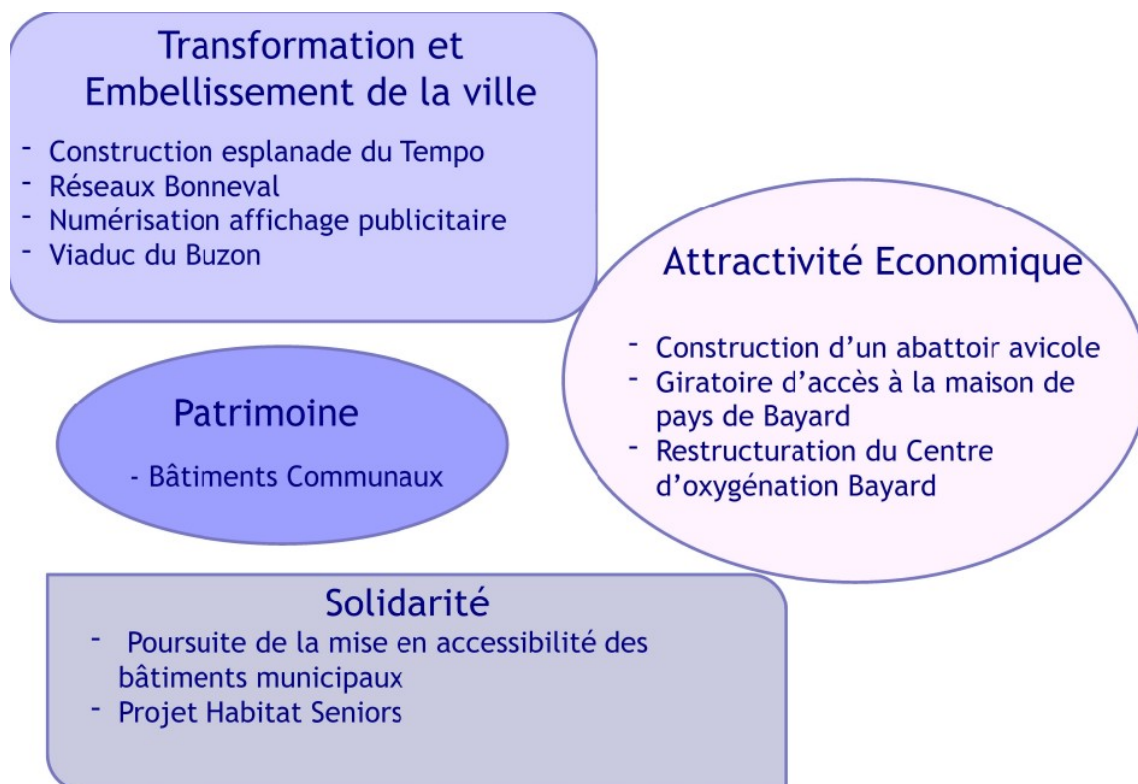 Transformation et
Embellissement de la ville
- Construction esplanade du Tempo
- Réseaux Bonneval
- Numérisation affichage publicitaire
- Viaduc du Buzon
Attractivité Economique
- Construction d’un abattoir avicole
- Giratoire d’accès à la maison de
pays de Bayard
- Restructuration du Centre
d’oxygénation Bayard
Patrimoine
- Bâtiments Communaux
Solidarité
- Poursuite de la mise en accessibilité des
bâtiments municipaux
- Projet Habitat Seniors